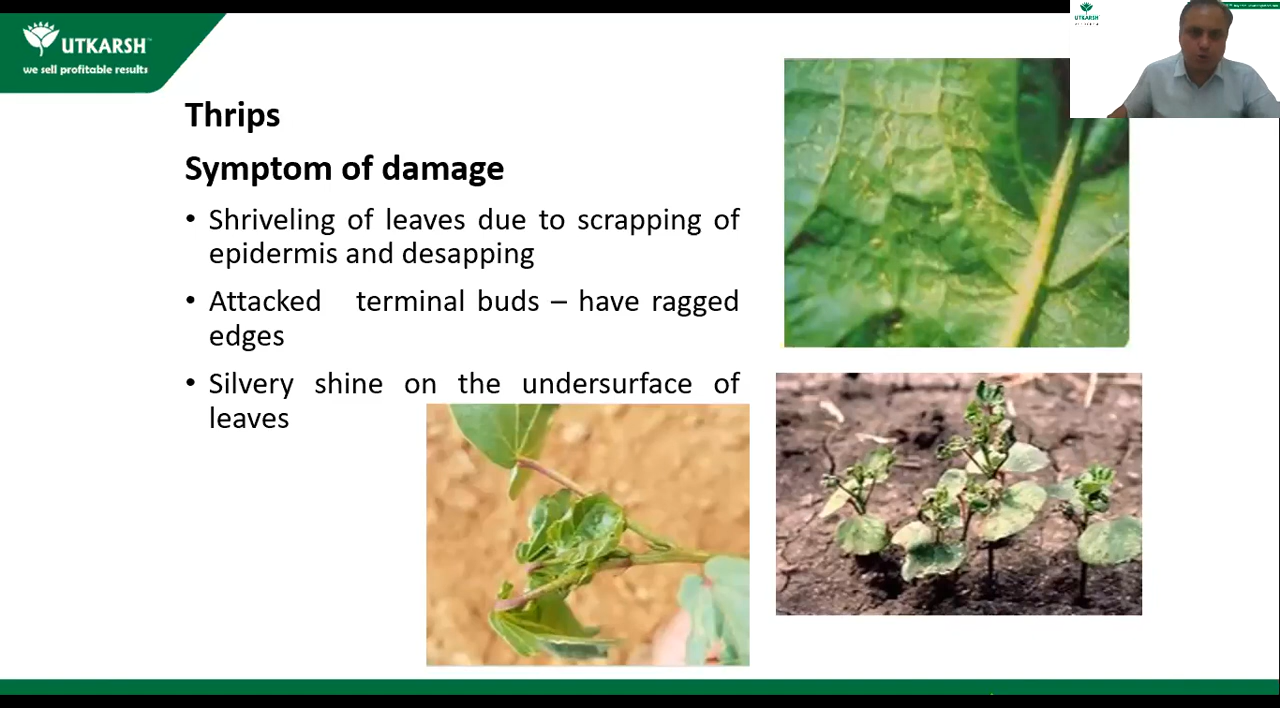 UTKARSH
we sell profitable results
Thrips
Symptom of damage
• Shriveling of leaves due to scrapping of
epidermis and desapping
• Attacked terminal buds – have ragged
edges
• Silvery shine on the undersurface of
leaves
UTKARSH